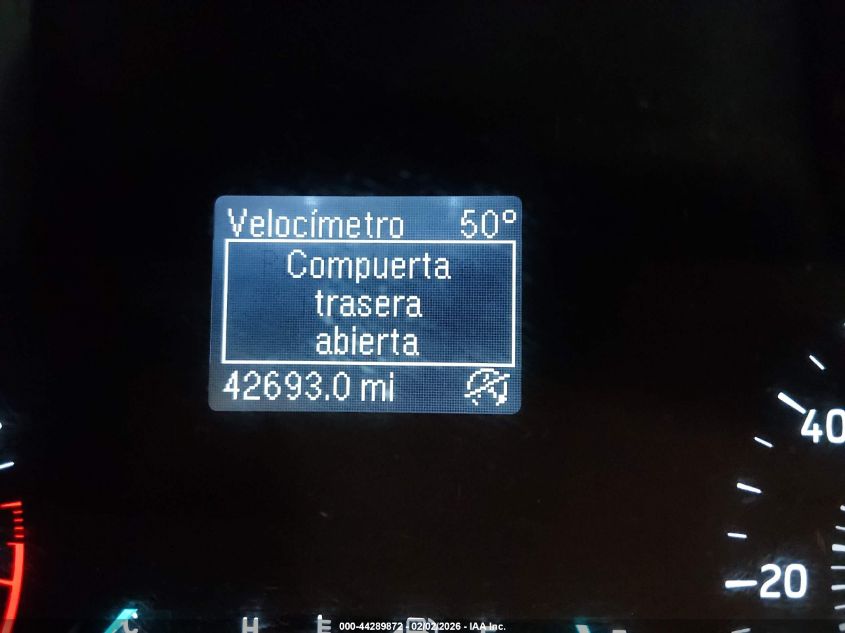 Velocímetro 50°
Compuerta
trasera
abierta
42693.0 mi
40
20
C H E
000-44289872 - 02/02/2026 - IAA Inc.